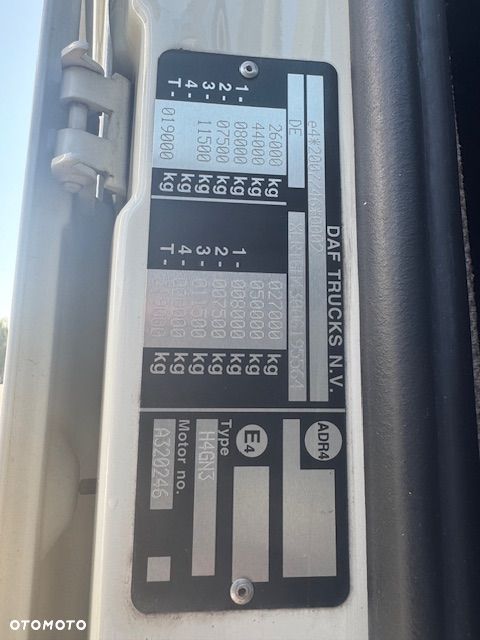 DAF TRUCKS N.V.
DE
26000 kg
44000 kg
1- 08000 kg
2- 07500 kg
3- 11500 kg
4-
T- 019000 kg
027000 kg
050000 kg
1- 008000 kg
2- 007500 kg
3- 011500 kg
4- kg
T- kg
ADR4
E4
Type
H4GN3
Motor no.
A320246
OTOMOTO